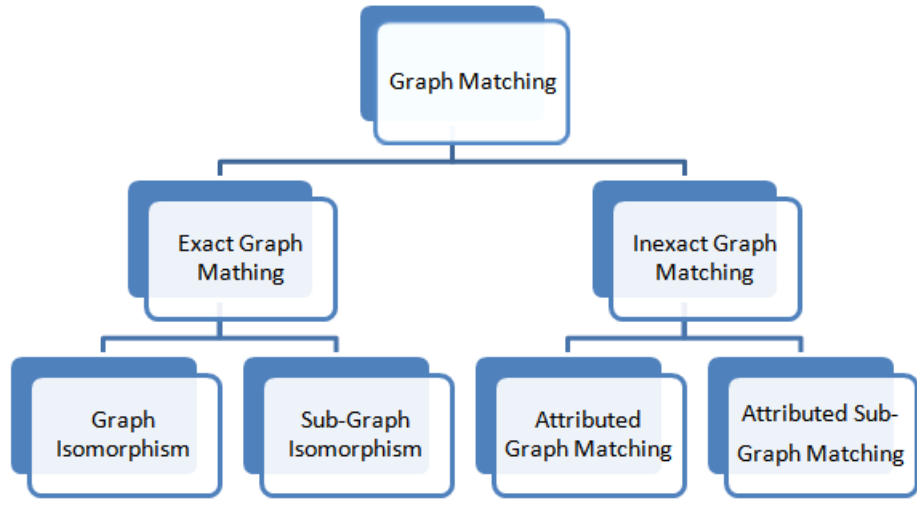 Graph Matching
Exact Graph
Mathing
Inexact Graph
Matching
Graph
Isomorphism
Sub-Graph
Isomorphism
Attributed
Graph Matching
Attributed Sub-
Graph Matching